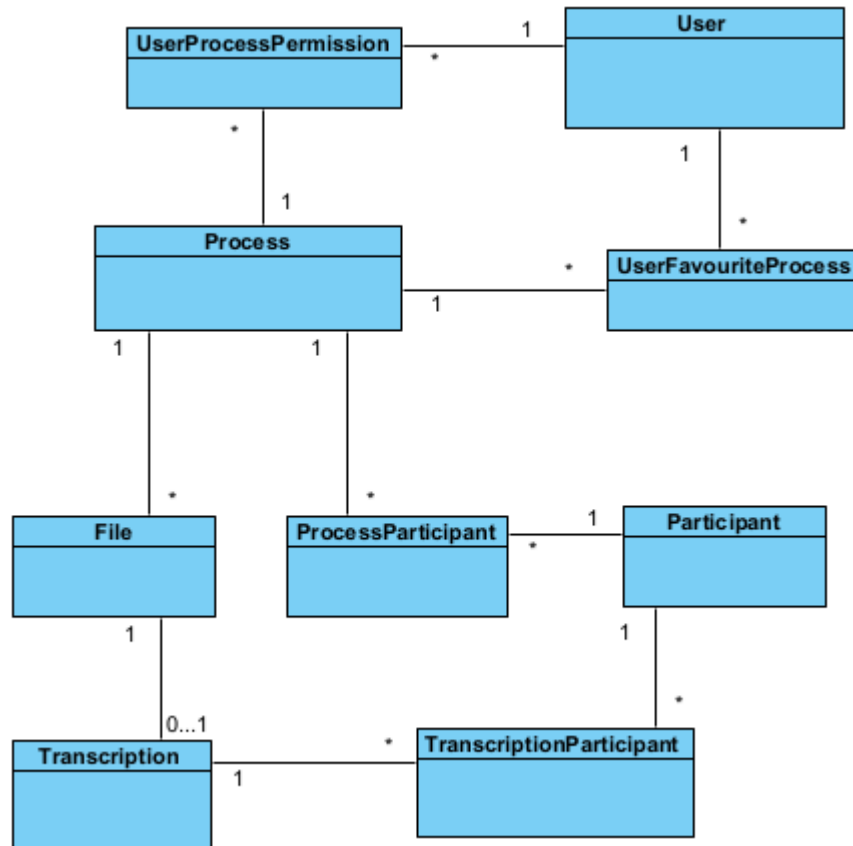 User
UserProcessPermission
1
*
*
1
1
*
Process
UserFavouriteProcess
*
1
1
1
*
*
File
ProcessParticipant
1
*
Participant
1
1
0...1
*
Transcription
*
1
TranscriptionParticipant